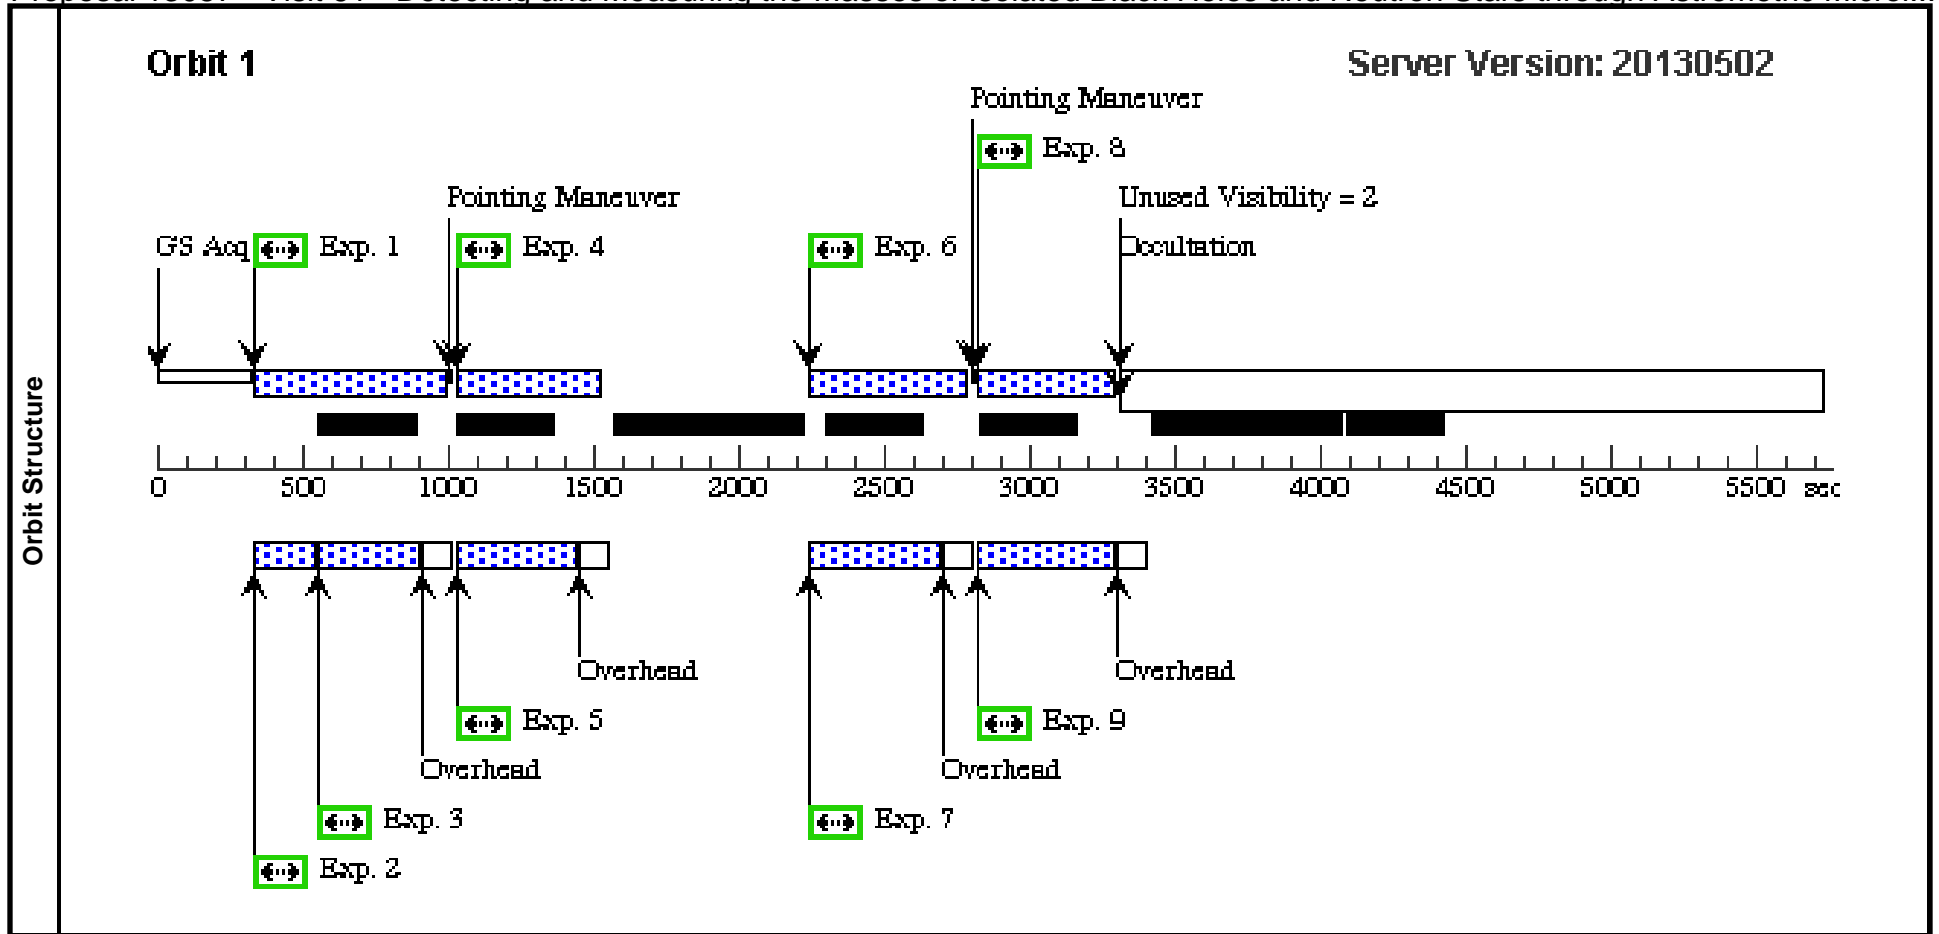 Orbit 1
Server Version: 20130502
Pointing Maneuver
Exp. 8
Pointing Maneuver
Unused Visibility = 2
GS Acq
Exp. 1
Exp. 4
Exp. 6
Occultation
Orbit Structure
0 500 1000 1500 2000 2500 3000 3500 4000 4500 5000 5500 sec
Overhead
Overhead
Exp. 5
Exp. 9
Overhead
Overhead
Exp. 3
Exp. 7
Exp. 2